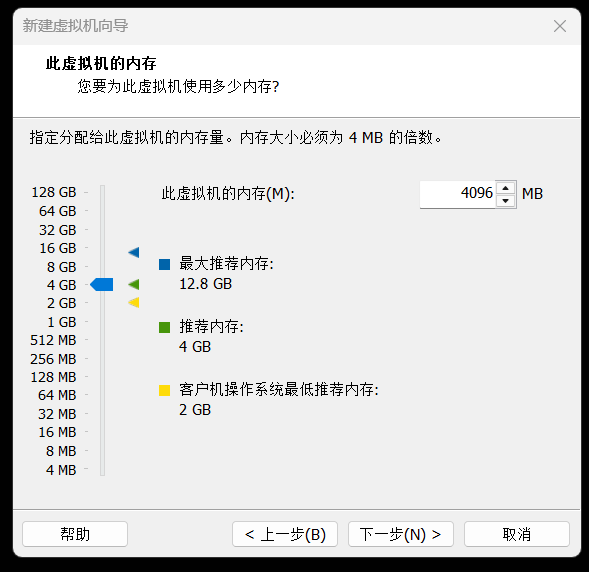 新建虚拟机向导
此虚拟机的内存
您要为此虚拟机使用多少内存?
指定分配给此虚拟机的内存量。内存大小必须为 4 MB 的倍数。
128 GB
64 GB
32 GB
16 GB
8 GB
4 GB
2 GB
1 GB
512 MB
256 MB
128 MB
64 MB
32 MB
16 MB
8 MB
4 MB
此虚拟机的内存(M): 4096 MB
最大推荐内存:
12.8 GB
推荐内存:
4 GB
客户机操作系统最低推荐内存:
2 GB
帮助 < 上一步(B) 下一步(N) > 取消